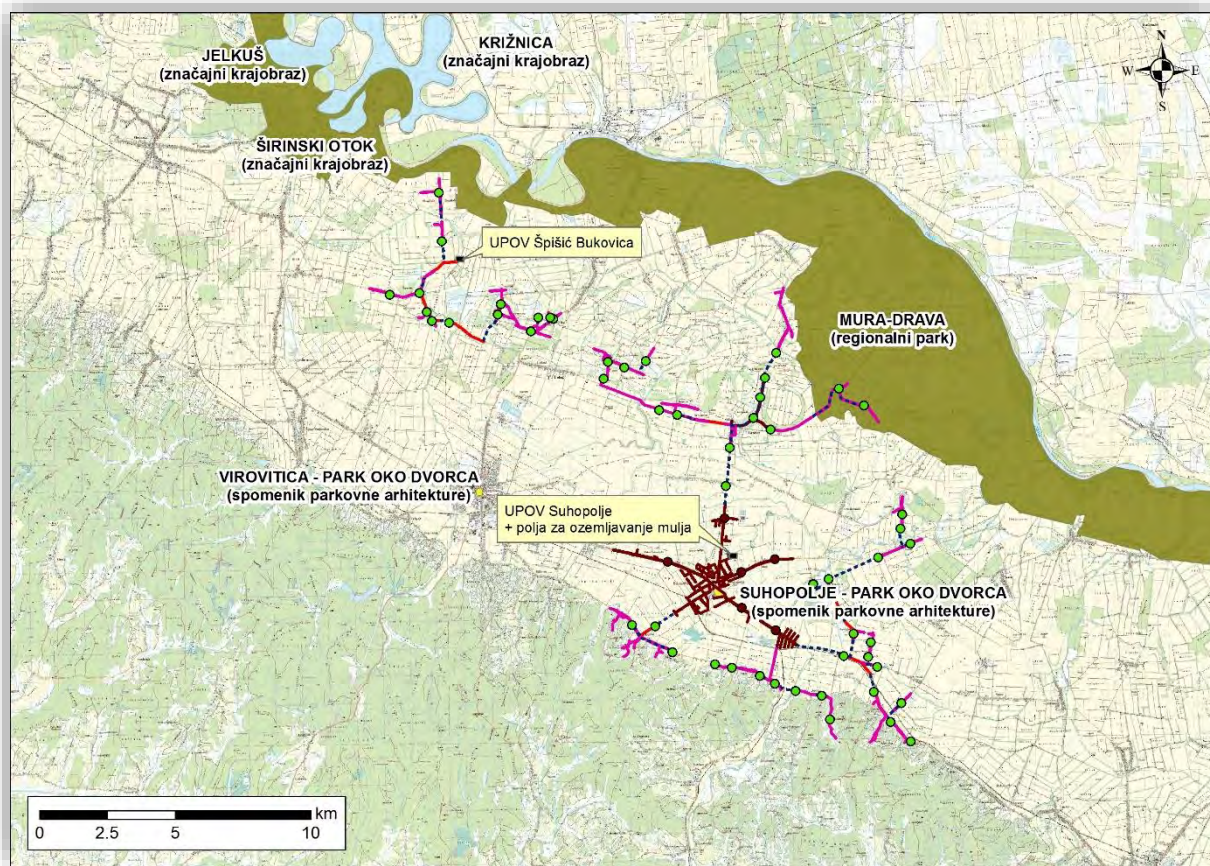 JELKUŠ
(značajni krajobraz)
KRIŽNICA
(značajni krajobraz)
N
W E
S
ŠIRINSKI OTOK
(značajni krajobraz)
UPOV Špišić Bukovica
MURA-DRAVA
(regionalni park)
VIROVITICA - PARK OKO DVORCA
(spomenik parkovne arhitekture)
UPOV Suhopolje
+ polja za ozemljavanje mulja
SUHOPOLJE - PARK OKO DVORCA
(spomenik parkovne arhitekture)
km
0 2.5 5 10